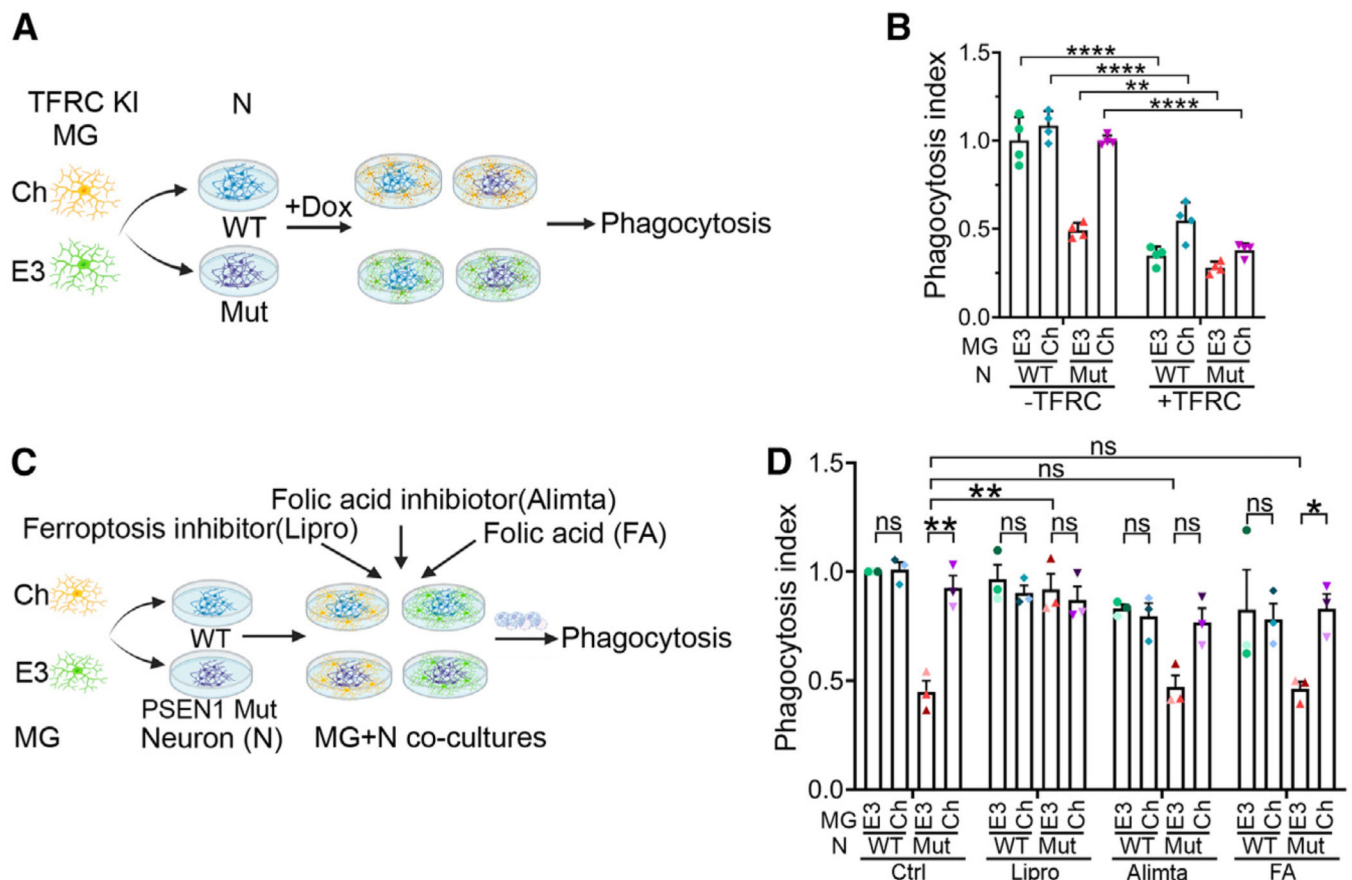 A
TFRC KI
MG
N
Ch
E3
WT
Mut
+Dox
Phagocytosis
B
Phagocytosis index
1.5
1.0
0.5
0.0
****
****
**
****
MG E3 Ch E3 Ch E3 Ch E3 Ch
N WT Mut WT Mut
-TFRC +TFRC
C
Folic acid inhibiotor(Alimta)
Ferroptosis inhibitor(Lipro)
Folic acid (FA)
Ch
E3
MG
WT
PSEN1 Mut
Neuron (N)
MG+N co-cultures
Phagocytosis
D
Phagocytosis index
1.5
1.0
0.5
0.0
ns
ns
**
ns ** ns ns ns ns ns *
MG E3 Ch E3 Ch E3 Ch E3 Ch E3 Ch E3 Ch E3 Ch E3 Ch
N WT Mut WT Mut WT Mut WT Mut
Ctrl Lipro Alimta FA